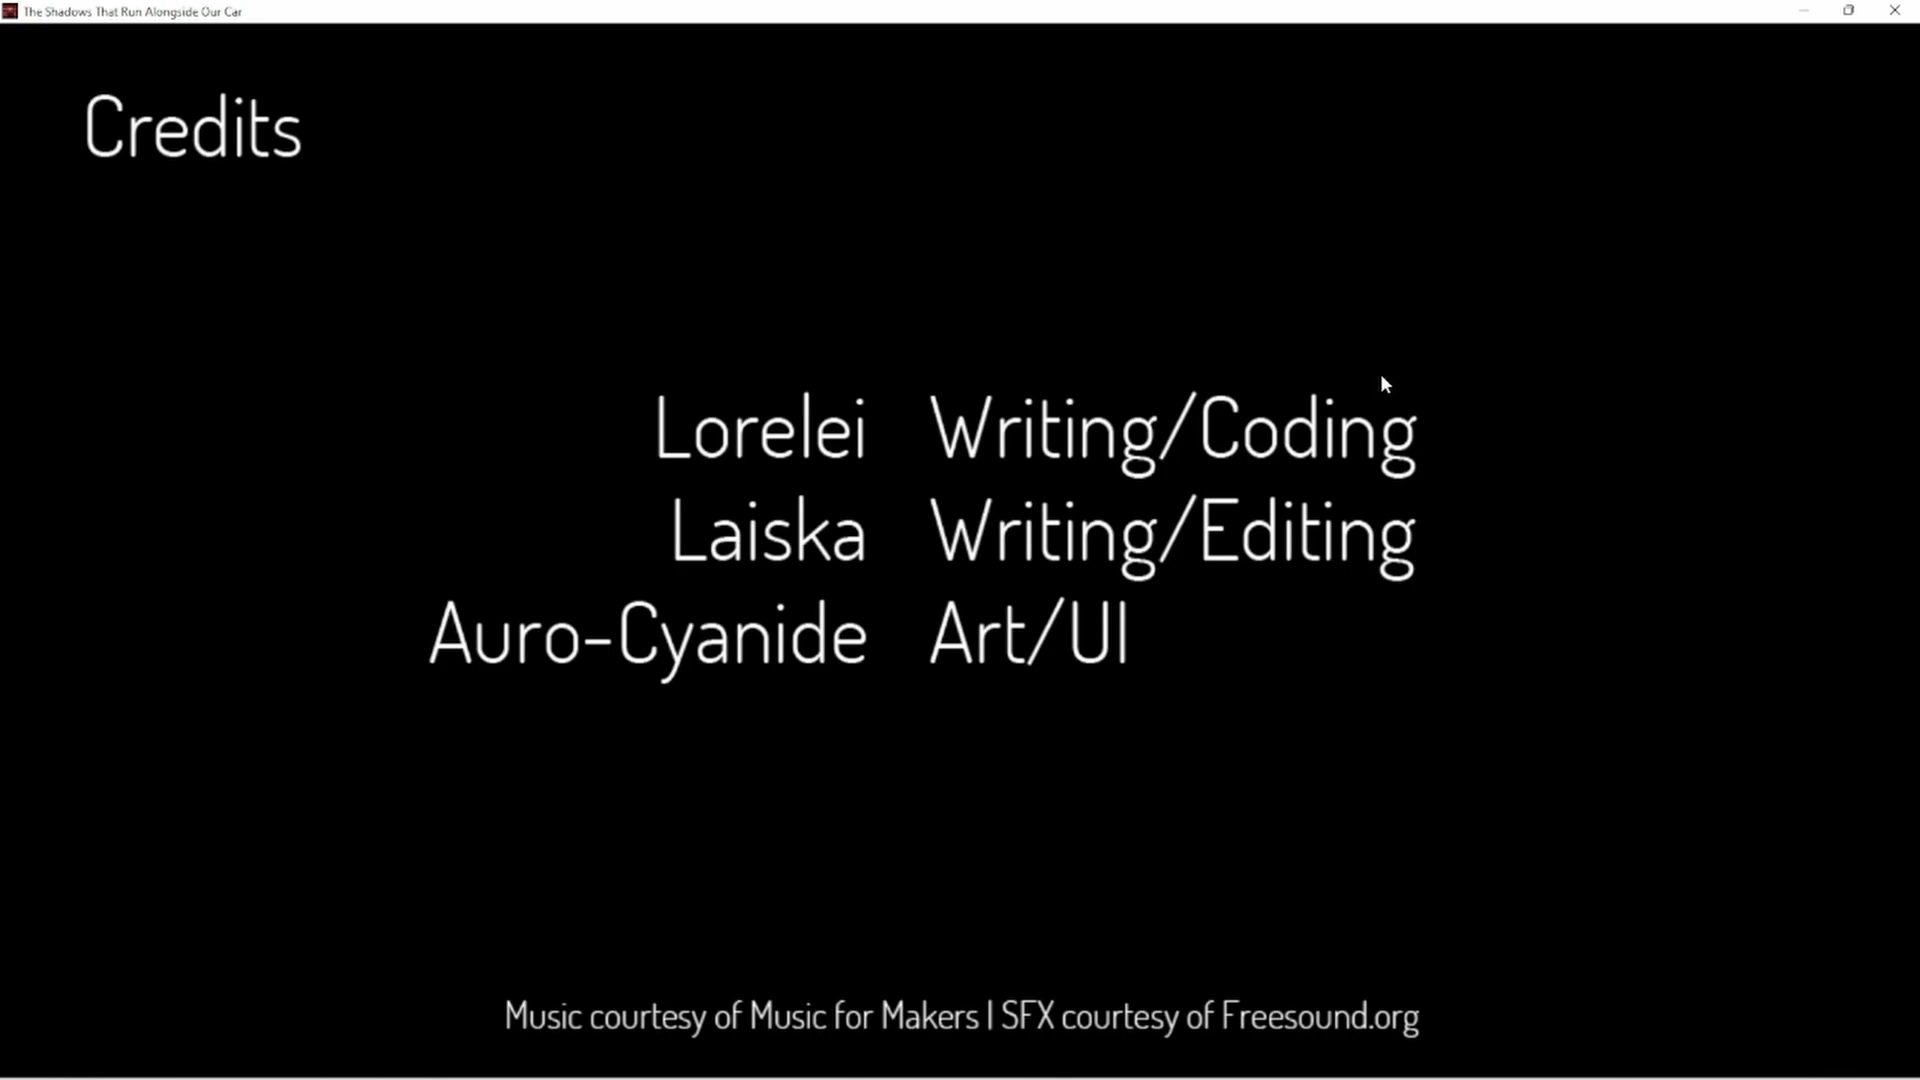 The Shadows That Run Alongside Our Car
Credits
Lorelei Writing/Coding
Laiska Writing/Editing
Auro-Cyanide Art/UI
Music courtesy of Music for Makers | SFX courtesy of Freesound.org